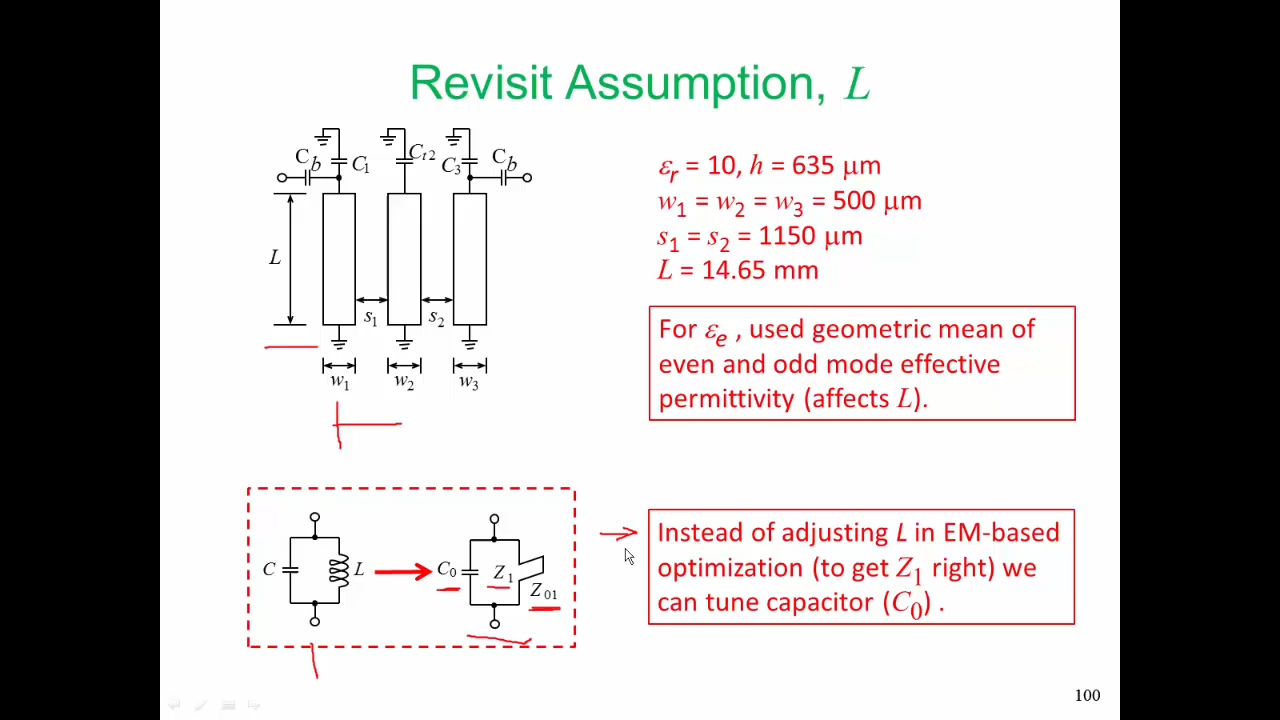 Revisit Assumption, L
C_b C_1 C_t2 C_3 C_b
L
s_1 s_2
w_1 w_2 w_3
ε_r = 10, h = 635 μm
w_1 = w_2 = w_3 = 500 μm
s_1 = s_2 = 1150 μm
L = 14.65 mm
For ε_e , used geometric mean of
even and odd mode effective
permittivity (affects L).
C L C_0 Z_1
Z_01
Instead of adjusting L in EM-based
optimization (to get Z_1 right) we
can tune capacitor (C_0) .
100